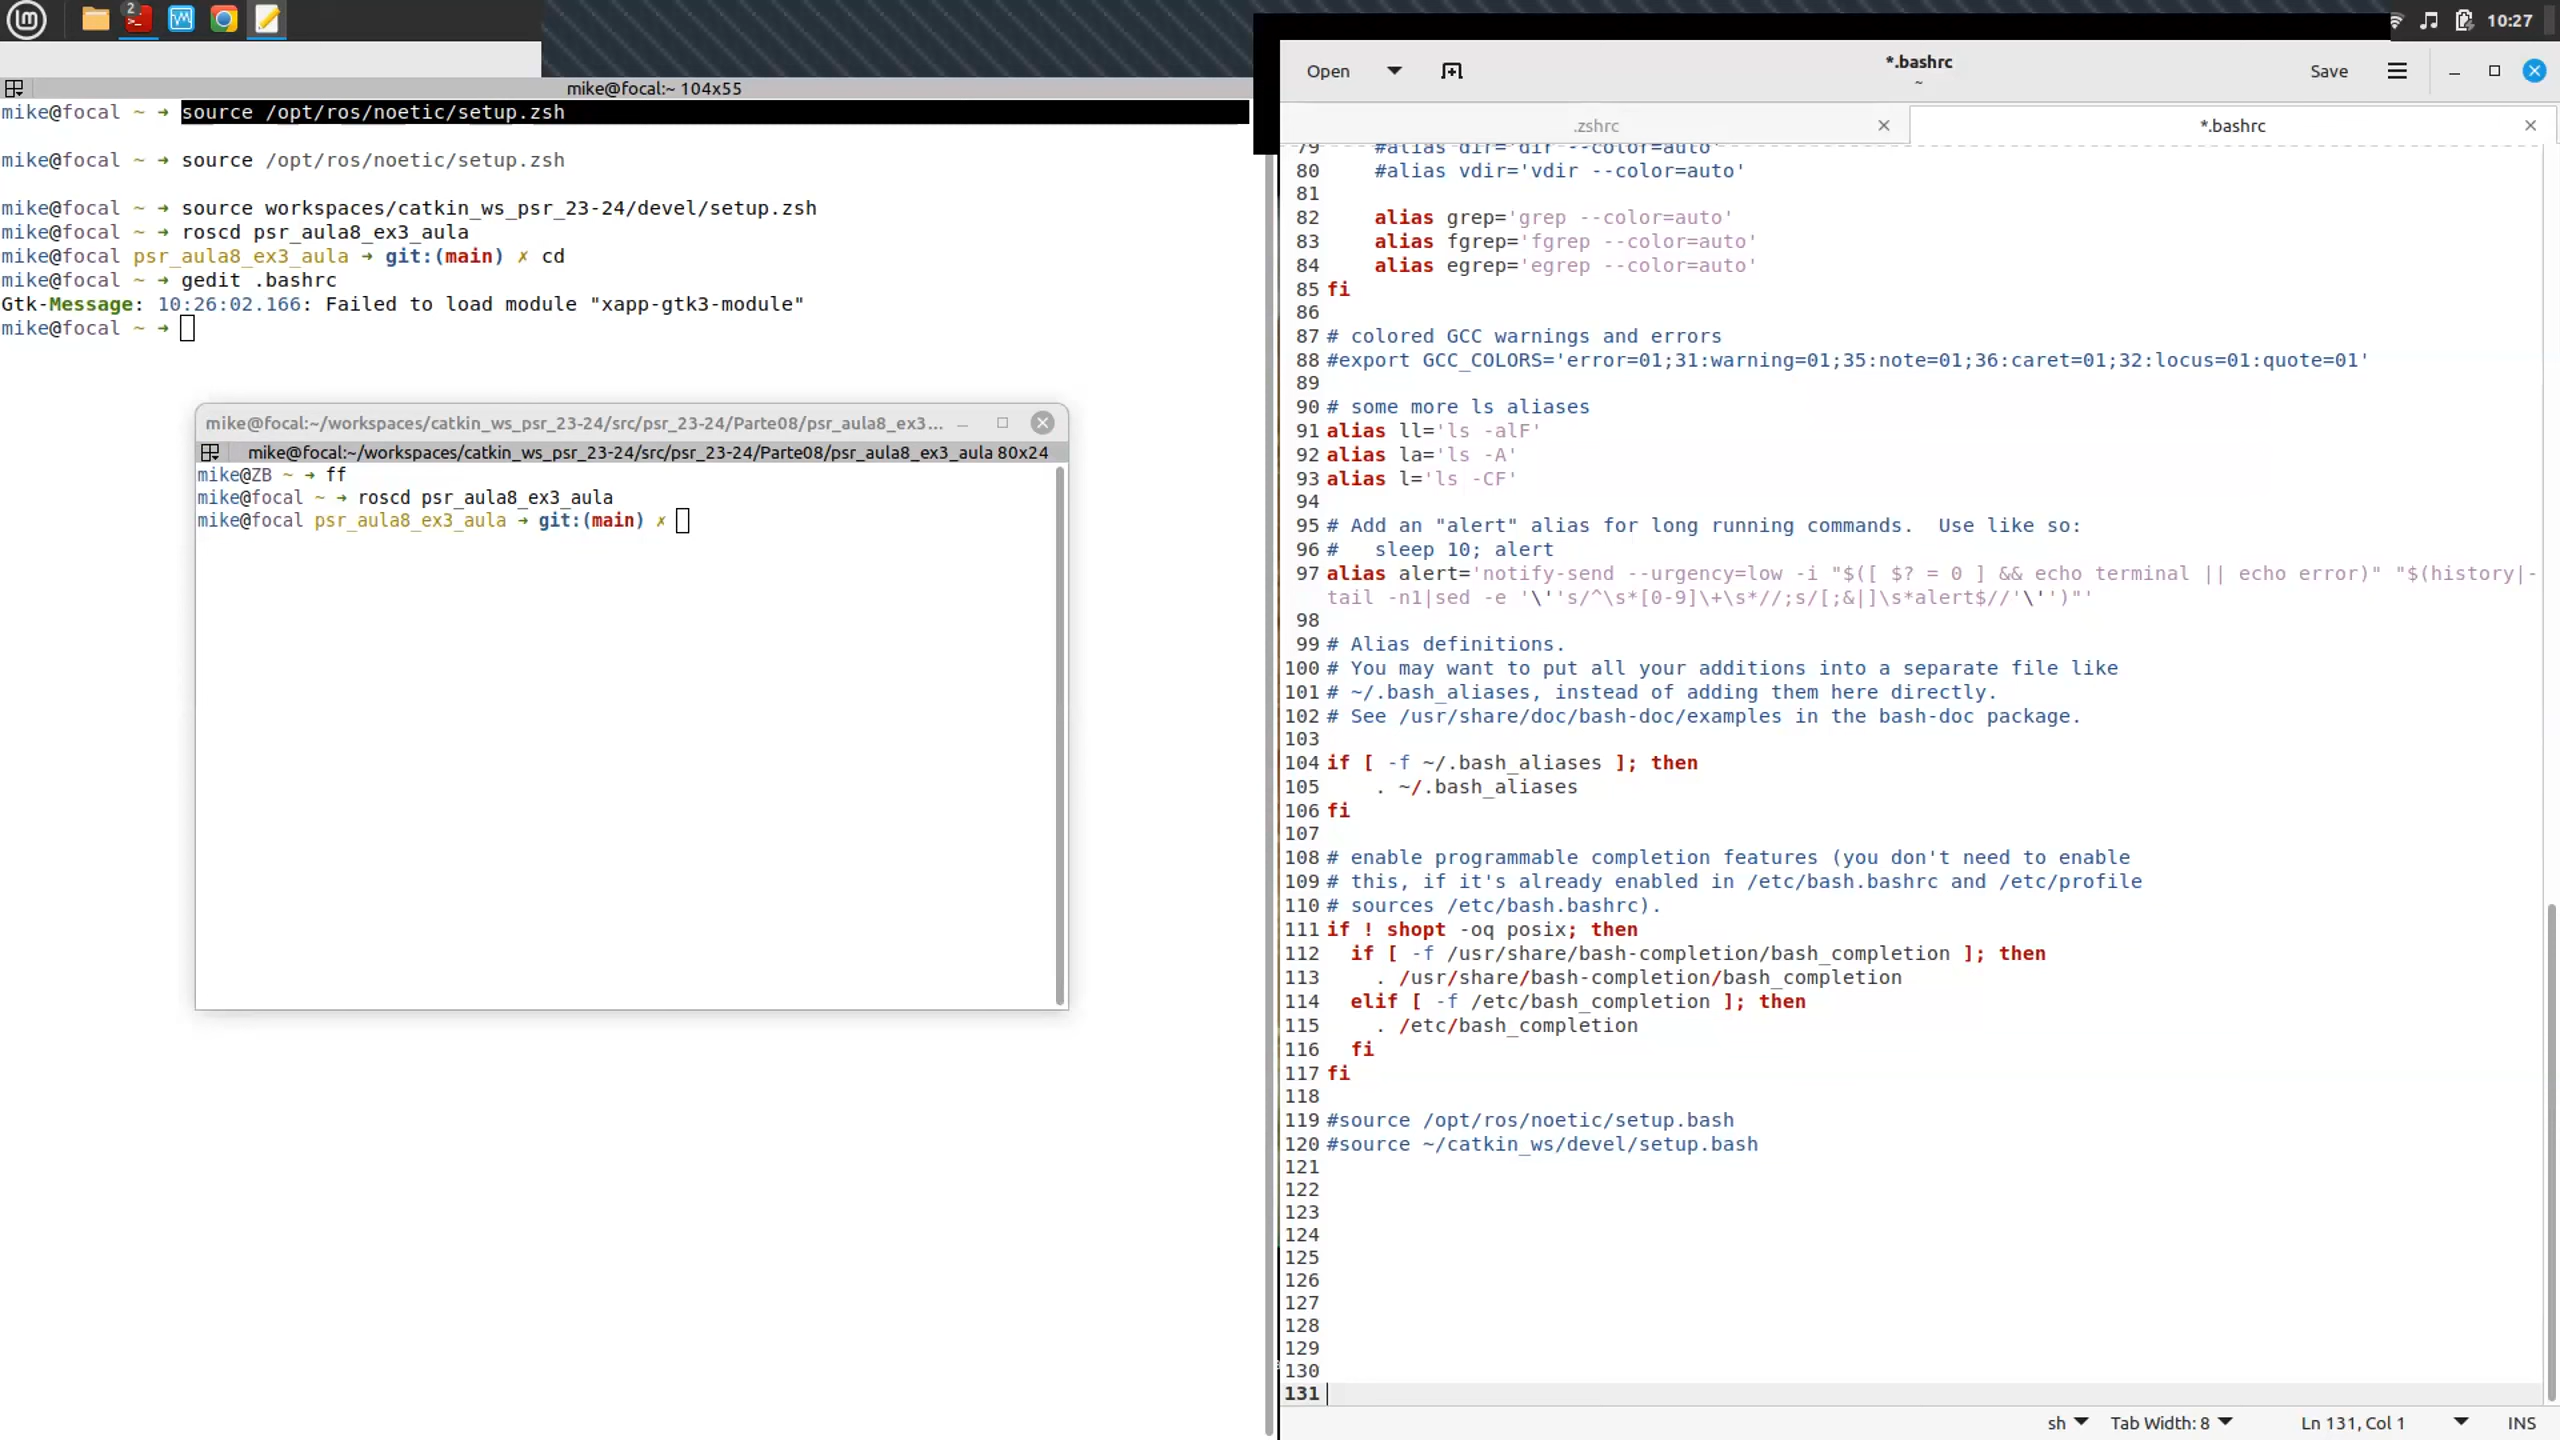 2
10:27
mike@focal:~ 104x55
mike@focal ~ ➜ source /opt/ros/noetic/setup.zsh
mike@focal ~ ➜ source /opt/ros/noetic/setup.zsh
mike@focal ~ ➜ source workspaces/catkin_ws_psr_23-24/devel/setup.zsh
mike@focal ~ ➜ roscd psr_aula8_ex3_aula
mike@focal psr_aula8_ex3_aula ➜ git:(main) ✗ cd
mike@focal ~ ➜ gedit .bashrc
Gtk-Message: 10:26:02.166: Failed to load module "xapp-gtk3-module"
mike@focal ~ ➜
mike@focal:~/workspaces/catkin_ws_psr_23-24/src/psr_23-24/Parte08/psr_aula8_ex3...
mike@focal:~/workspaces/catkin_ws_psr_23-24/src/psr_23-24/Parte08/psr_aula8_ex3_aula 80x24
mike@ZB ~ ➜ ff
mike@focal ~ ➜ roscd psr_aula8_ex3_aula
mike@focal psr_aula8_ex3_aula ➜ git:(main) ✗
Open *.bashrc Save
~
.zshrc *.bashrc
79     #alias dir='dir --color=auto'
80     #alias vdir='vdir --color=auto'
81
82     alias grep='grep --color=auto'
83     alias fgrep='fgrep --color=auto'
84     alias egrep='egrep --color=auto'
85 fi
86
87 # colored GCC warnings and errors
88 #export GCC_COLORS='error=01;31:warning=01;35:note=01;36:caret=01;32:locus=01:quote=01'
89
90 # some more ls aliases
91 alias ll='ls -alF'
92 alias la='ls -A'
93 alias l='ls -CF'
94
95 # Add an "alert" alias for long running commands.  Use like so:
96 #   sleep 10; alert
97 alias alert='notify-send --urgency=low -i "$([ $? = 0 ] && echo terminal || echo error)" "$(history|-
tail -n1|sed -e '\''s/^\s*[0-9]\+\s*//;s/[;&|]\s*alert$//'\'')"'
98
99 # Alias definitions.
100 # You may want to put all your additions into a separate file like
101 # ~/.bash_aliases, instead of adding them here directly.
102 # See /usr/share/doc/bash-doc/examples in the bash-doc package.
103
104 if [ -f ~/.bash_aliases ]; then
105     . ~/.bash_aliases
106 fi
107
108 # enable programmable completion features (you don't need to enable
109 # this, if it's already enabled in /etc/bash.bashrc and /etc/profile
110 # sources /etc/bash.bashrc).
111 if ! shopt -oq posix; then
112   if [ -f /usr/share/bash-completion/bash_completion ]; then
113     . /usr/share/bash-completion/bash_completion
114   elif [ -f /etc/bash_completion ]; then
115     . /etc/bash_completion
116   fi
117 fi
118
119 #source /opt/ros/noetic/setup.bash
120 #source ~/catkin_ws/devel/setup.bash
121
122
123
124
125
126
127
128
129
130
131
sh Tab Width: 8 Ln 131, Col 1 INS